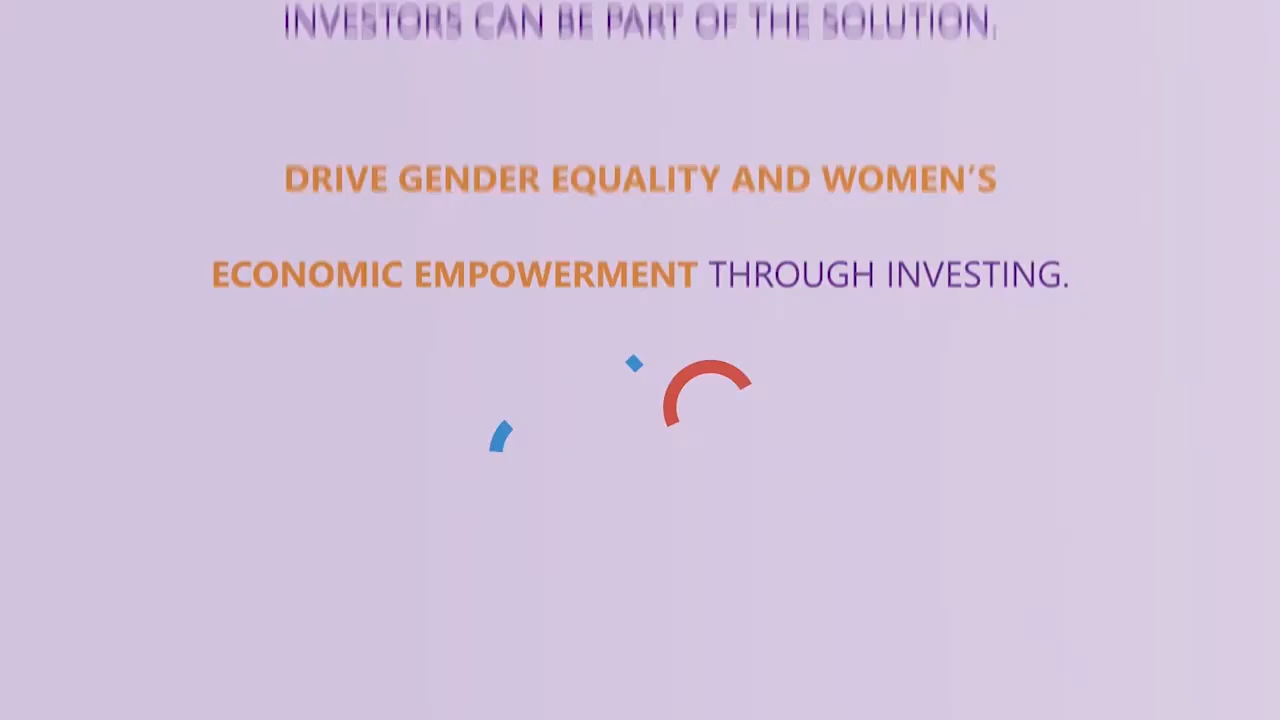 INVESTORS CAN BE PART OF THE SOLUTION.
DRIVE GENDER EQUALITY AND WOMEN'S
ECONOMIC EMPOWERMENT THROUGH INVESTING.